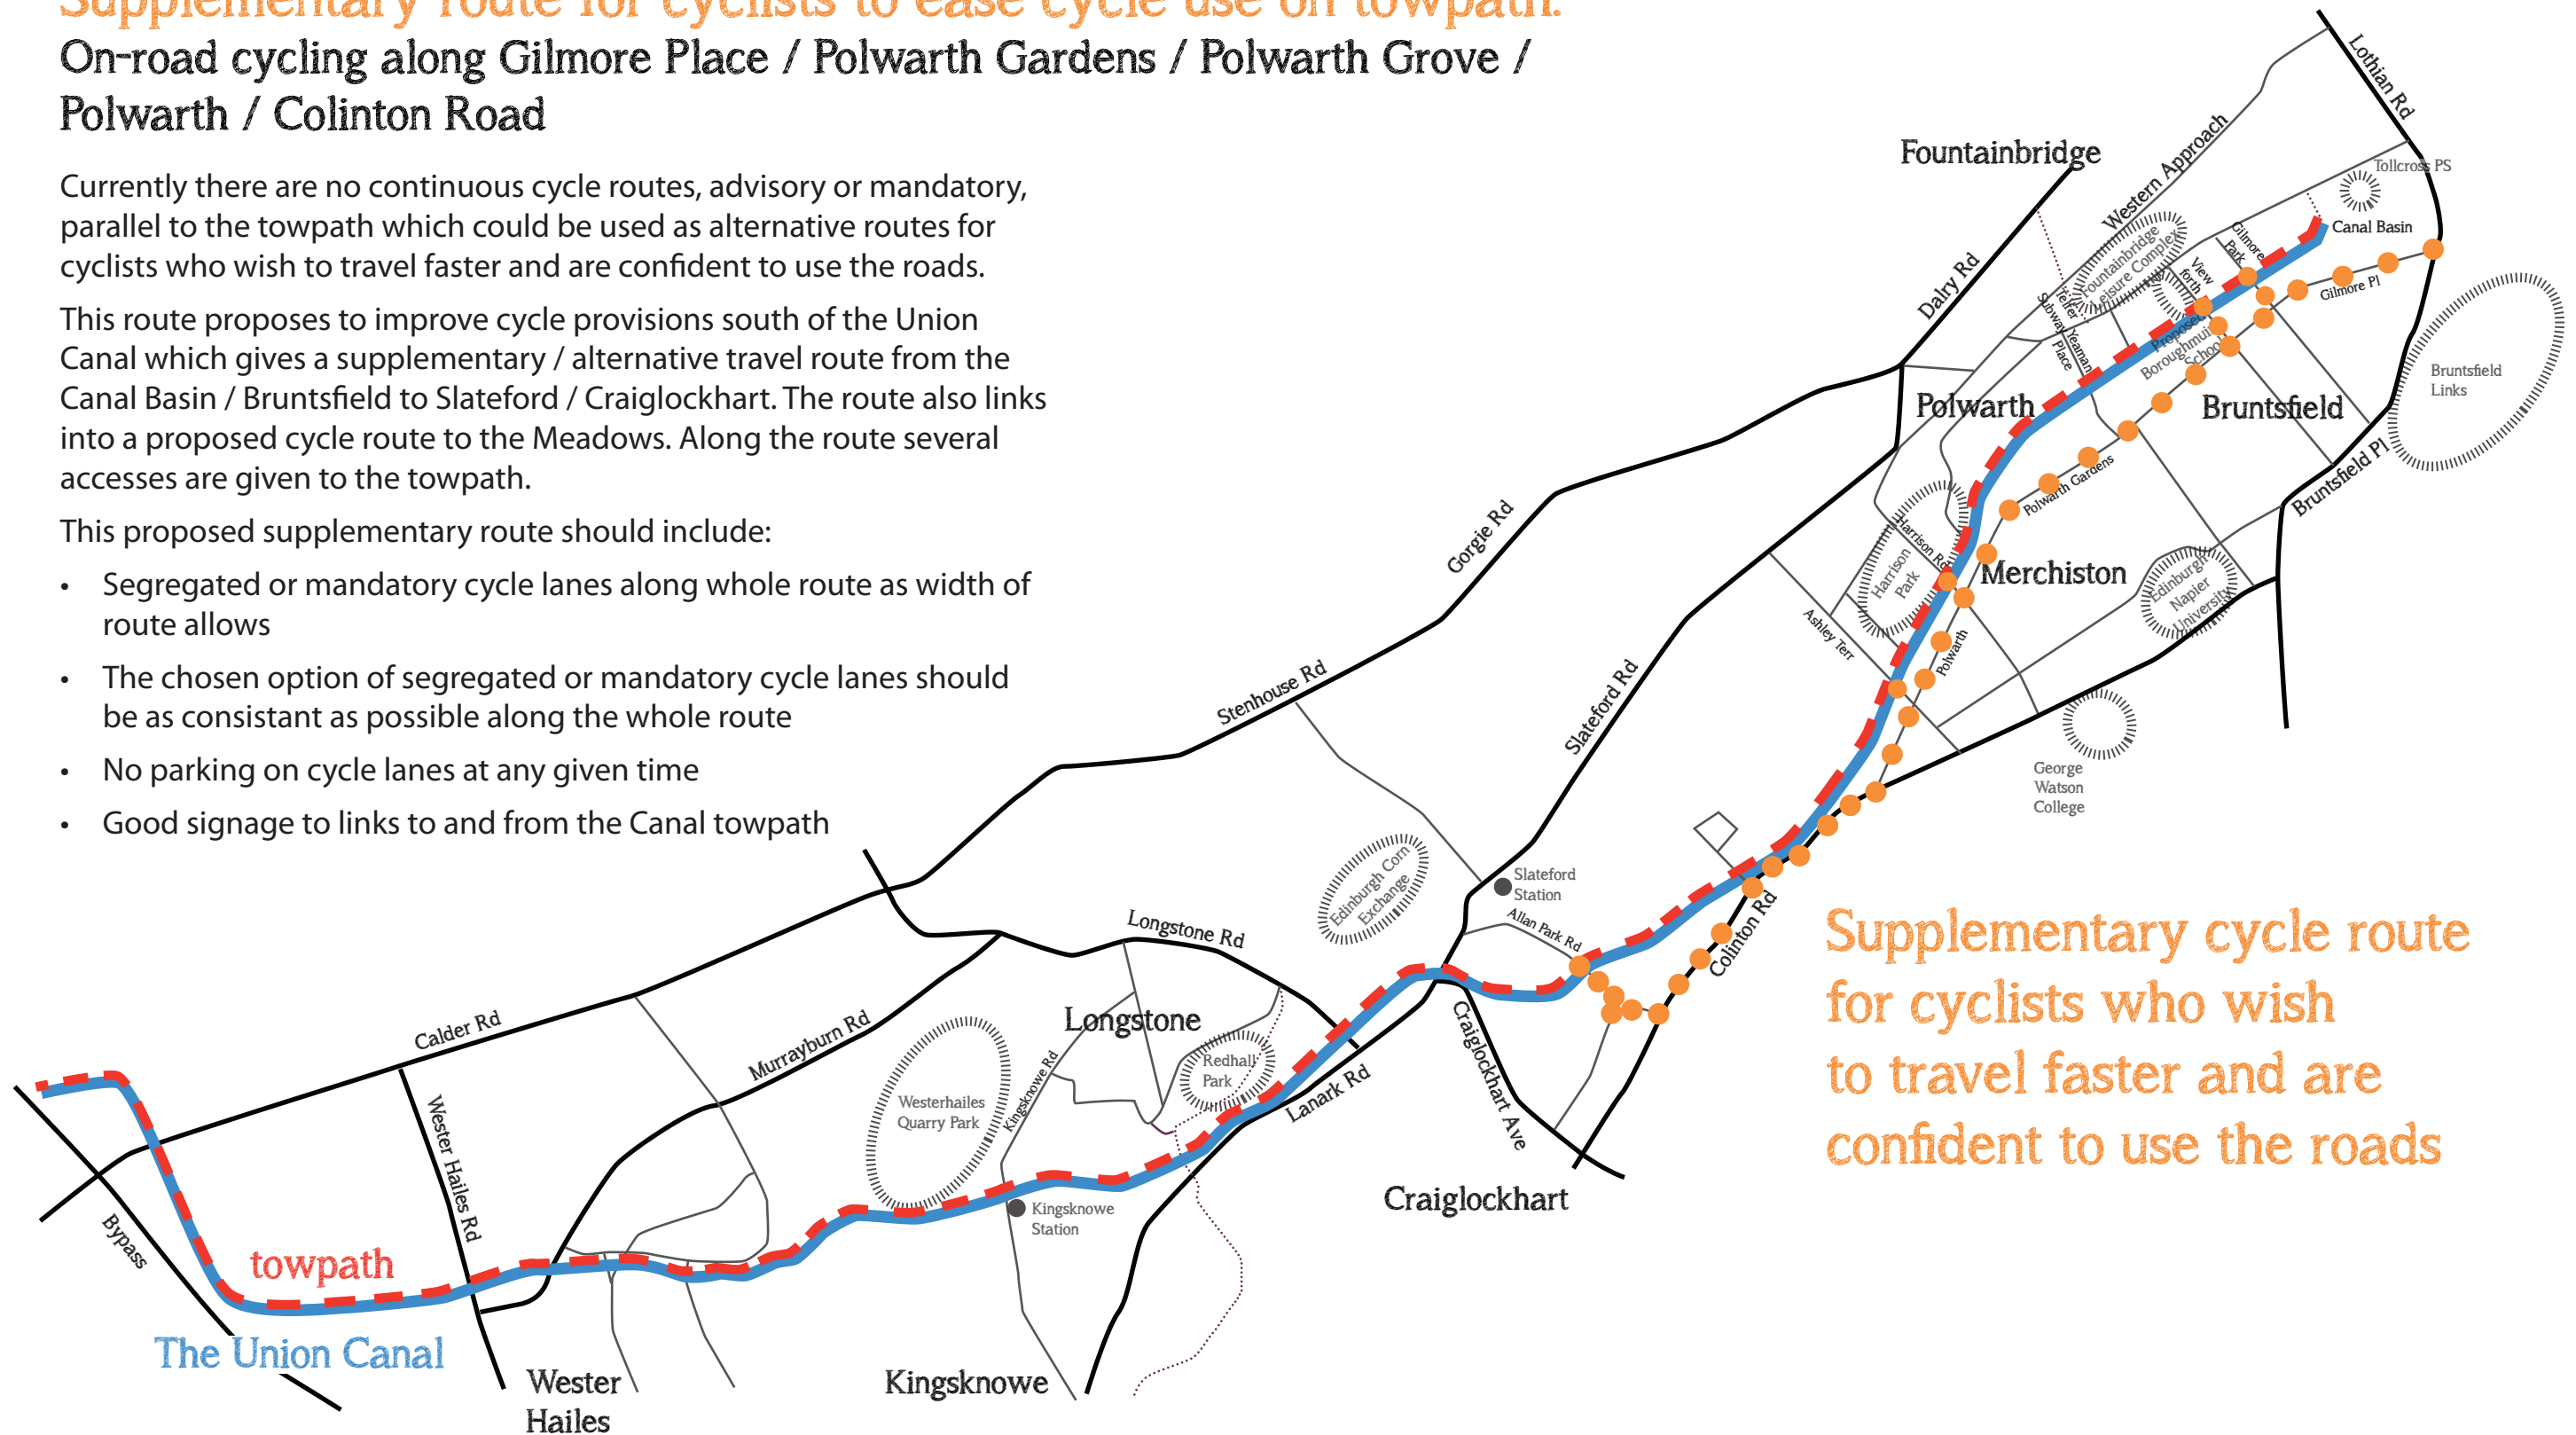 Supplementary route for cyclists to ease cycle use on towpath.
On-road cycling along Gilmore Place / Polwarth Gardens / Polwarth Grove /
Polwarth / Colinton Road
Currently there are no continuous cycle routes, advisory or mandatory,
parallel to the towpath which could be used as alternative routes for
cyclists who wish to travel faster and are confident to use the roads.
This route proposes to improve cycle provisions south of the Union
Canal which gives a supplementary / alternative travel route from the
Canal Basin / Bruntsfield to Slateford / Craiglockhart. The route also links
into a proposed cycle route to the Meadows. Along the route several
accesses are given to the towpath.
This proposed supplementary route should include:
• Segregated or mandatory cycle lanes along whole route as width of
route allows
• The chosen option of segregated or mandatory cycle lanes should
be as consistant as possible along the whole route
• No parking on cycle lanes at any given time
• Good signage to links to and from the Canal towpath
Lothian Rd
Fountainbridge
Western Approach
Tollcross PS
Canal Basin
Gilmore
Park
Fountainbridge
Leisure Complex
View
forth
Dalry Rd
Telfer
Subway
Yeaman
Place
Gilmore Pl
Proposed
Boroughmuir
School
Bruntsfield
Links
Polwarth
Bruntsfield
Bruntsfield Pl
Polwarth Gardens
Gorgie Rd
Harrison Rd
Harrison
Park
Merchiston
Edinburgh
Napier
University
Ashley Terr
Polwarth
Stenhouse Rd
Slateford Rd
George
Watson
College
Edinburgh Corn
Exchange
Slateford
Station
Allan Park Rd
Colinton Rd
Supplementary cycle route
for cyclists who wish
to travel faster and are
confident to use the roads
Longstone Rd
Longstone
Calder Rd
Murrayburn Rd
Kingsknowe Rd
Redhall
Park
Lanark Rd
Craiglockhart Ave
Craiglockhart
Westerhailes
Quarry Park
Wester Hailes Rd
Kingsknowe
Station
Bypass
towpath
The Union Canal
Wester
Hailes
Kingsknowe